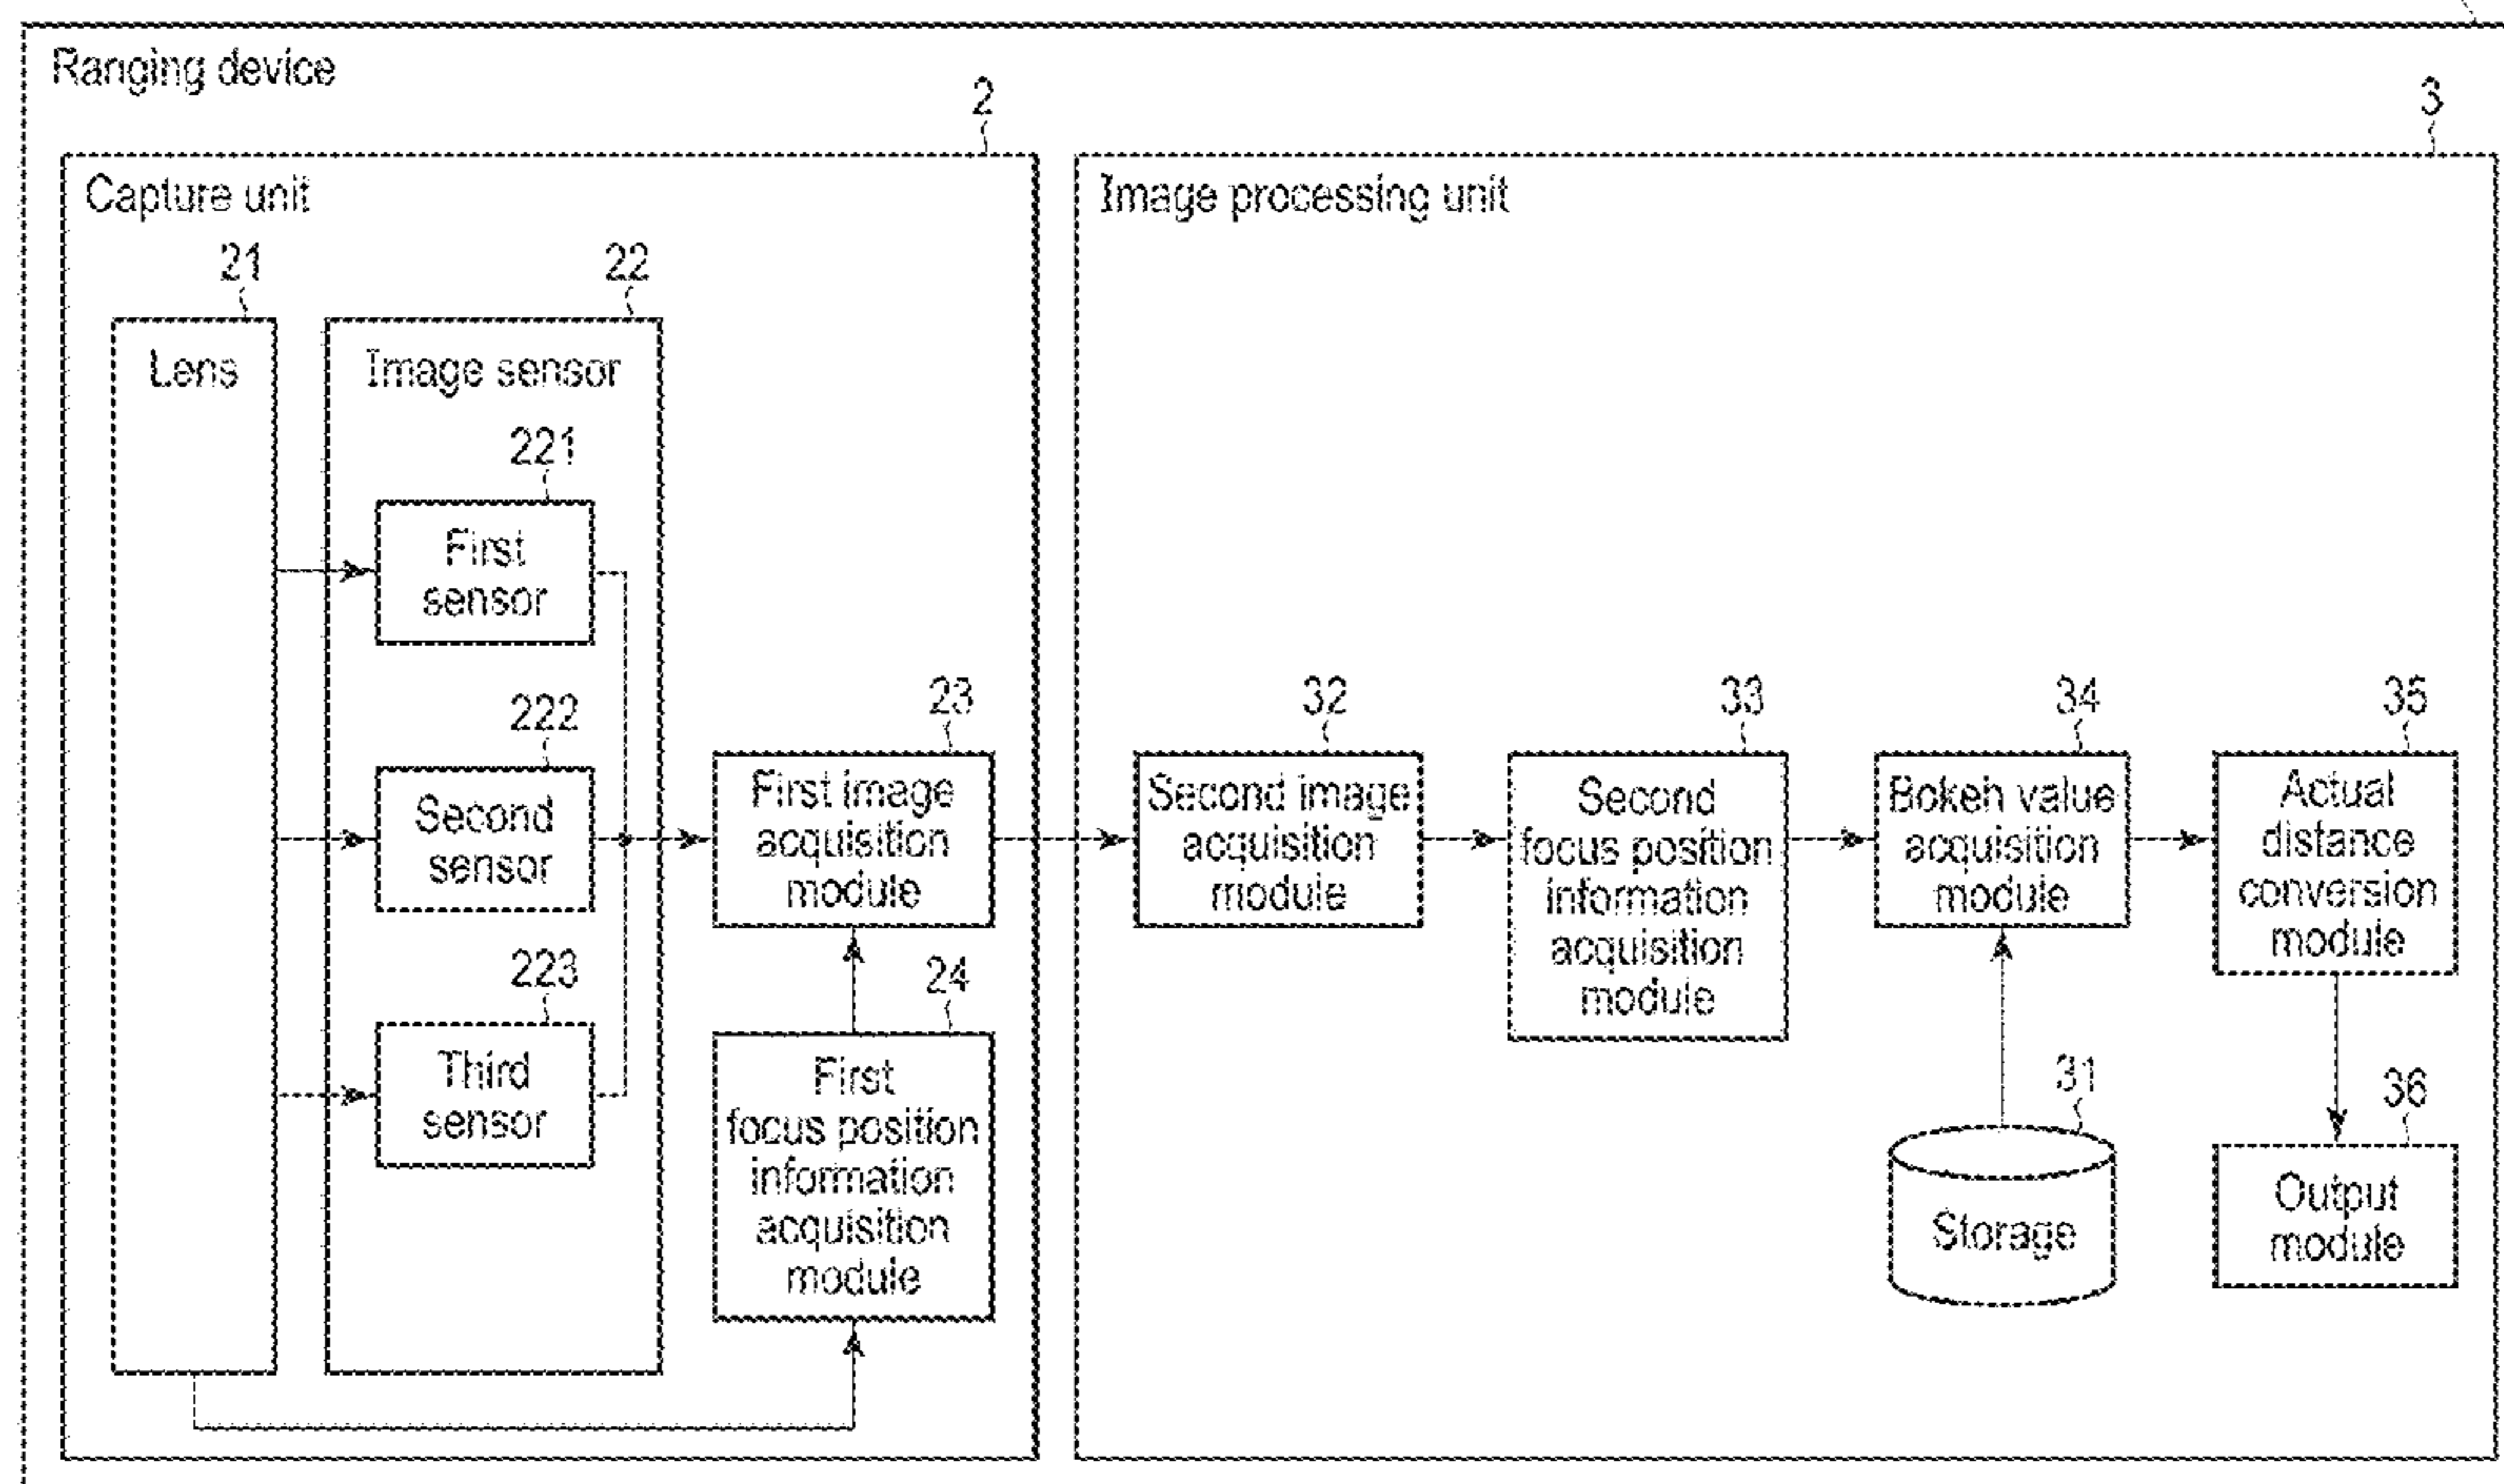 Ranging device
2
3
Capture unit
Image processing unit
21
22
Lens
Image sensor
221
First
sensor
222
Second
sensor
223
Third
sensor
23
First image
acquisition
module
24
First
focus position
information
acquisition
module
32
Second image
acquisition
module
33
Second
focus position
information
acquisition
module
34
Bokeh value
acquisition
module
31
Storage
35
Actual
distance
conversion
module
36
Output
module